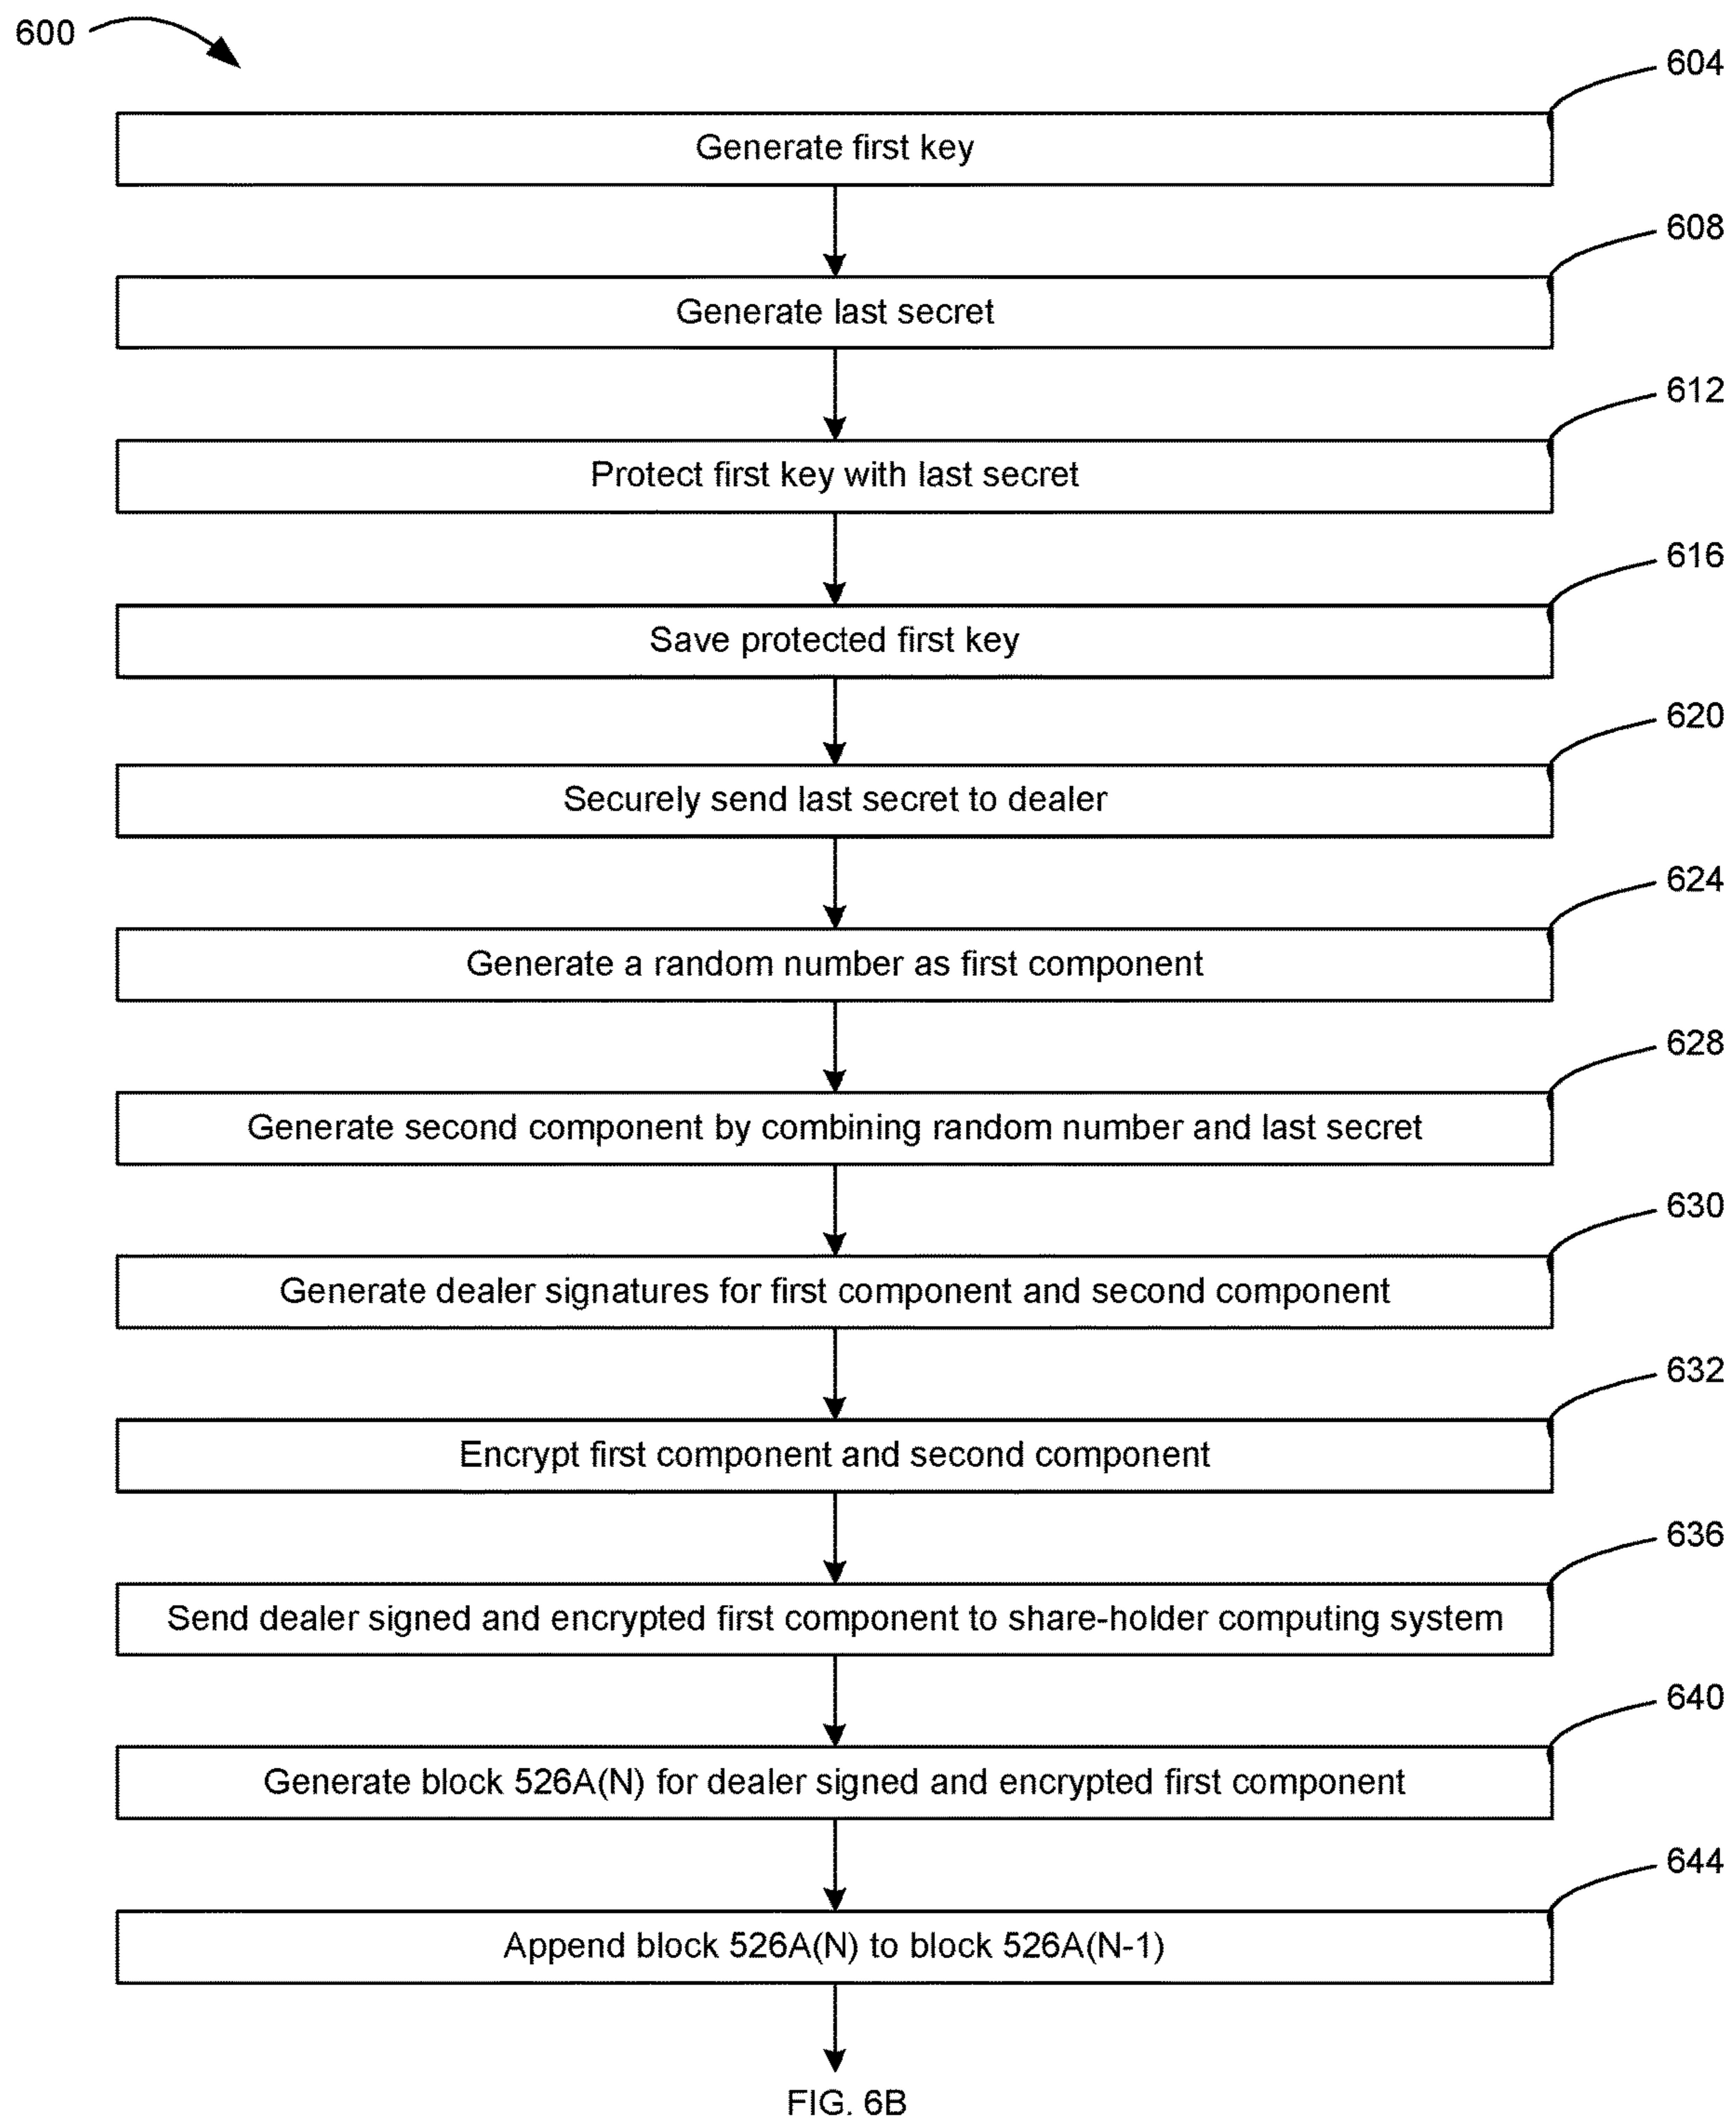 600
604
Generate first key
608
Generate last secret
612
Protect first key with last secret
616
Save protected first key
620
Securely send last secret to dealer
624
Generate a random number as first component
628
Generate second component by combining random number and last secret
630
Generate dealer signatures for first component and second component
632
Encrypt first component and second component
636
Send dealer signed and encrypted first component to share-holder computing system
640
Generate block 526A(N) for dealer signed and encrypted first component
644
Append block 526A(N) to block 526A(N-1)
FIG. 6B